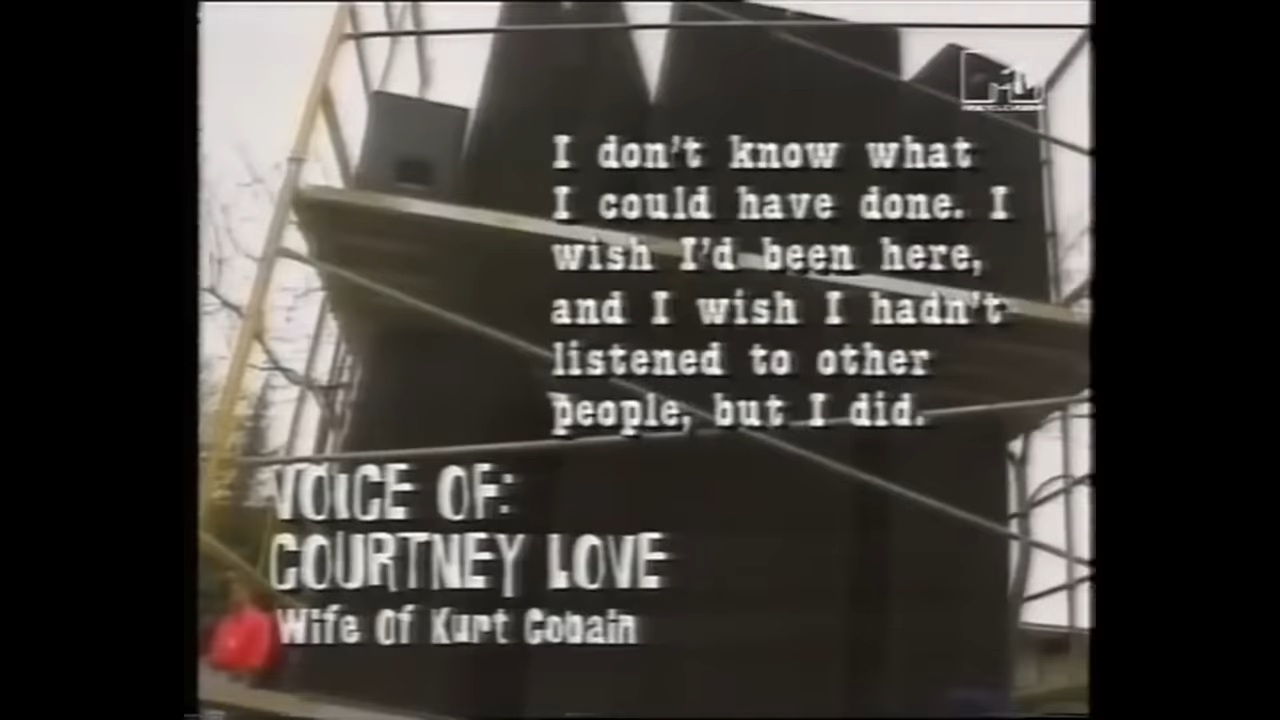 MTV
I don't know what
I could have done. I
wish I'd been here,
and I wish I hadn't
listened to other
people, but I did.
VOICE OF:
COURTNEY LOVE
Wife Of Kurt Cobain